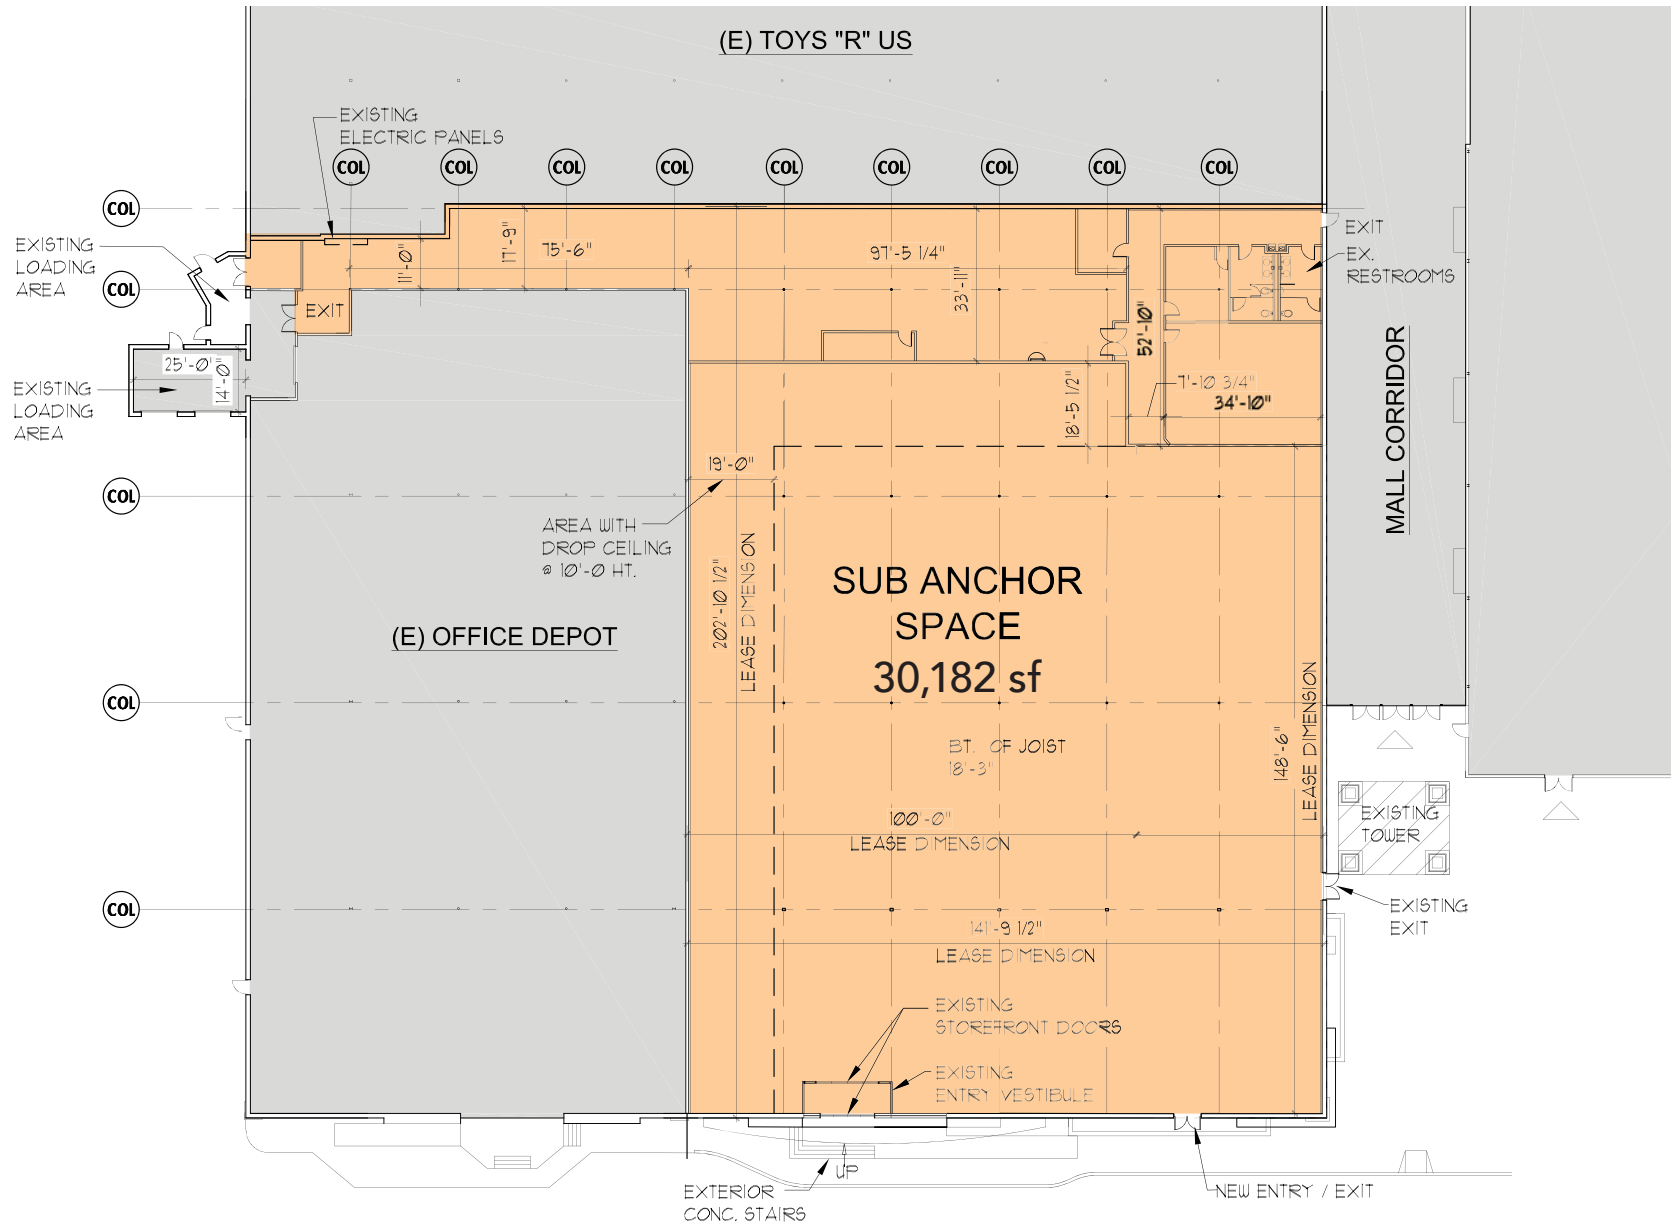 (E) TOYS "R" US
EXISTING
ELECTRIC PANELS
COL
COL
COL
COL
COL
COL
COL
COL
COL
COL
EXISTING
LOADING
AREA
COL
EXIT
11'-0"
17'-9"
75'-6"
97'-5 1/4"
33'-11"
52'-10"
EXIT
EX.
RESTROOMS
25'-0"
14'-0"
EXISTING
LOADING
AREA
18'-5 1/2"
7'-10 3/4"
34'-10"
MALL CORRIDOR
19'-0"
COL
AREA WITH
DROP CEILING
@ 10'-0 HT.
202'-10 1/2"
LEASE DIMENSION
SUB ANCHOR
SPACE
30,182 sf
(E) OFFICE DEPOT
COL
BT. OF JOIST
18'-3"
148'-6"
LEASE DIMENSION
100'-0"
LEASE DIMENSION
EXISTING
TOWER
COL
141'-9 1/2"
LEASE DIMENSION
EXISTING
EXIT
EXISTING
STOREFRONT DOORS
EXISTING
ENTRY VESTIBULE
UP
EXTERIOR
CONC. STAIRS
NEW ENTRY / EXIT